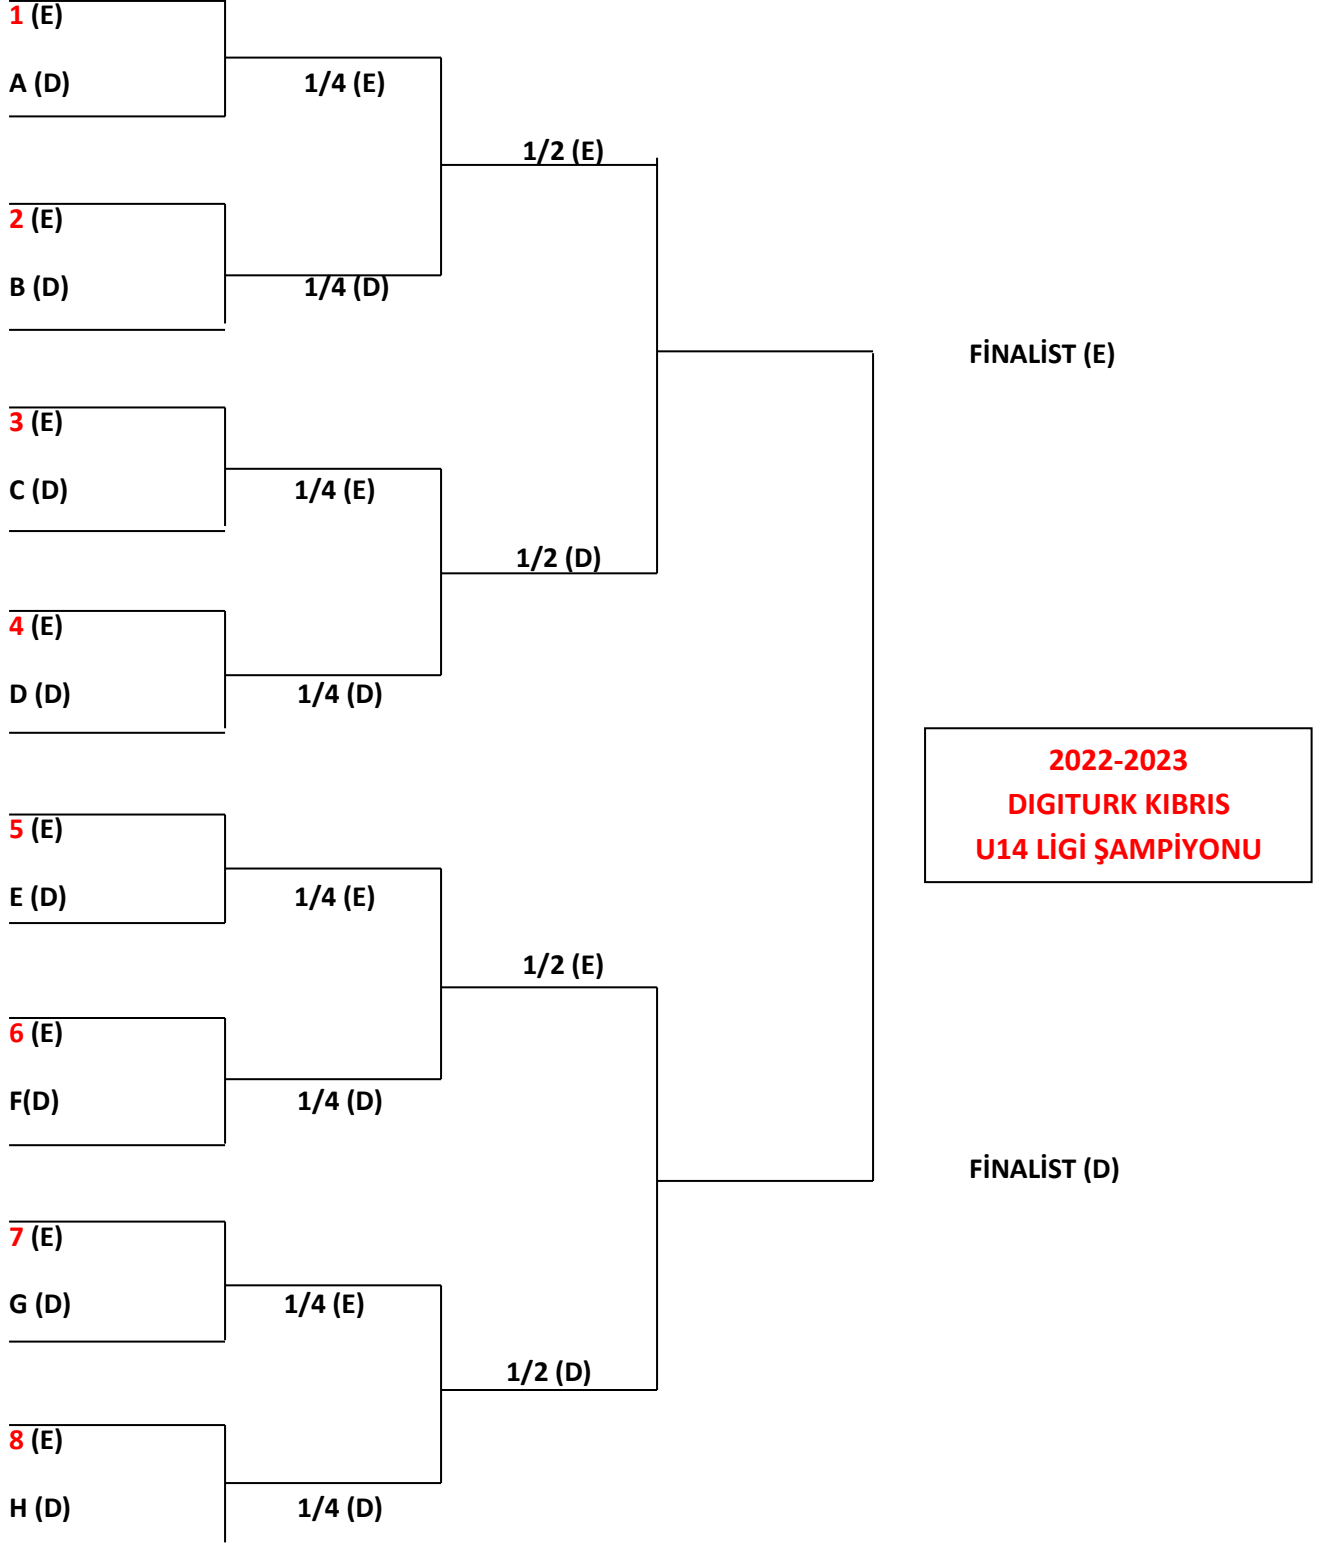 1 (E)
A (D)
1/4 (E)
1/2 (E)
2 (E)
B (D)
1/4 (D)
FİNALİST (E)
3 (E)
C (D)
1/4 (E)
1/2 (D)
4 (E)
D (D)
1/4 (D)
2022-2023
DIGITURK KIBRIS
U14 LİGİ ŞAMPİYONU
5 (E)
E (D)
1/4 (E)
1/2 (E)
6 (E)
F(D)
1/4 (D)
FİNALİST (D)
7 (E)
G (D)
1/4 (E)
1/2 (D)
8 (E)
H (D)
1/4 (D)